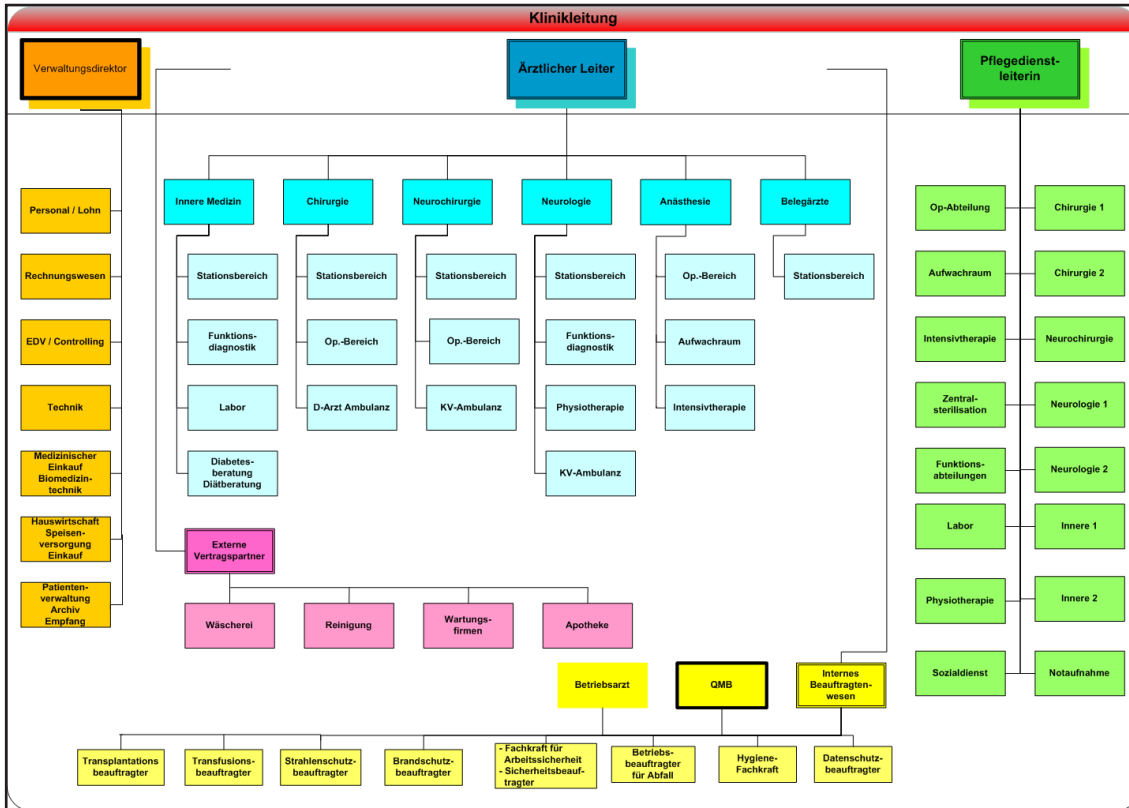 Klinikleitung
Verwaltungsdirektor
Ärztlicher Leiter
Pflegedienst-
leiterin
Innere Medizin
Chirurgie
Neurochirurgie
Neurologie
Anästhesie
Belegärzte
Personal / Lohn
Rechnungswesen
EDV / Controlling
Technik
Medizinischer
Einkauf
Biomedizin-
technik
Hauswirtschaft
Speisen-
versorgung
Einkauf
Patienten-
verwaltung
Archiv
Empfang
Stationsbereich
Funktions-
diagnostik
Labor
Diabetes-
beratung
Diätberatung
Stationsbereich
Op.-Bereich
D-Arzt Ambulanz
Stationsbereich
Op.-Bereich
KV-Ambulanz
Stationsbereich
Funktions-
diagnostik
Physiotherapie
KV-Ambulanz
Op.-Bereich
Aufwachraum
Intensivtherapie
Stationsbereich
Op-Abteilung
Chirurgie 1
Aufwachraum
Chirurgie 2
Intensivtherapie
Neurochirurgie
Zentral-
sterilisation
Neurologie 1
Funktions-
abteilungen
Neurologie 2
Labor
Innere 1
Physiotherapie
Innere 2
Sozialdienst
Notaufnahme
Externe
Vertragspartner
Wäscherei
Reinigung
Wartungs-
firmen
Apotheke
Betriebsarzt
QMB
Internes
Beauftragten-
wesen
Transplantations
beauftragter
Transfusions-
beauftragter
Strahlenschutz-
beauftragter
Brandschutz-
beauftragter
- Fachkraft für
Arbeitssicherheit
- Sicherheitsbeauf-
tragter
Betriebs-
beauftragter
für Abfall
Hygiene-
Fachkraft
Datenschutz-
beauftragter